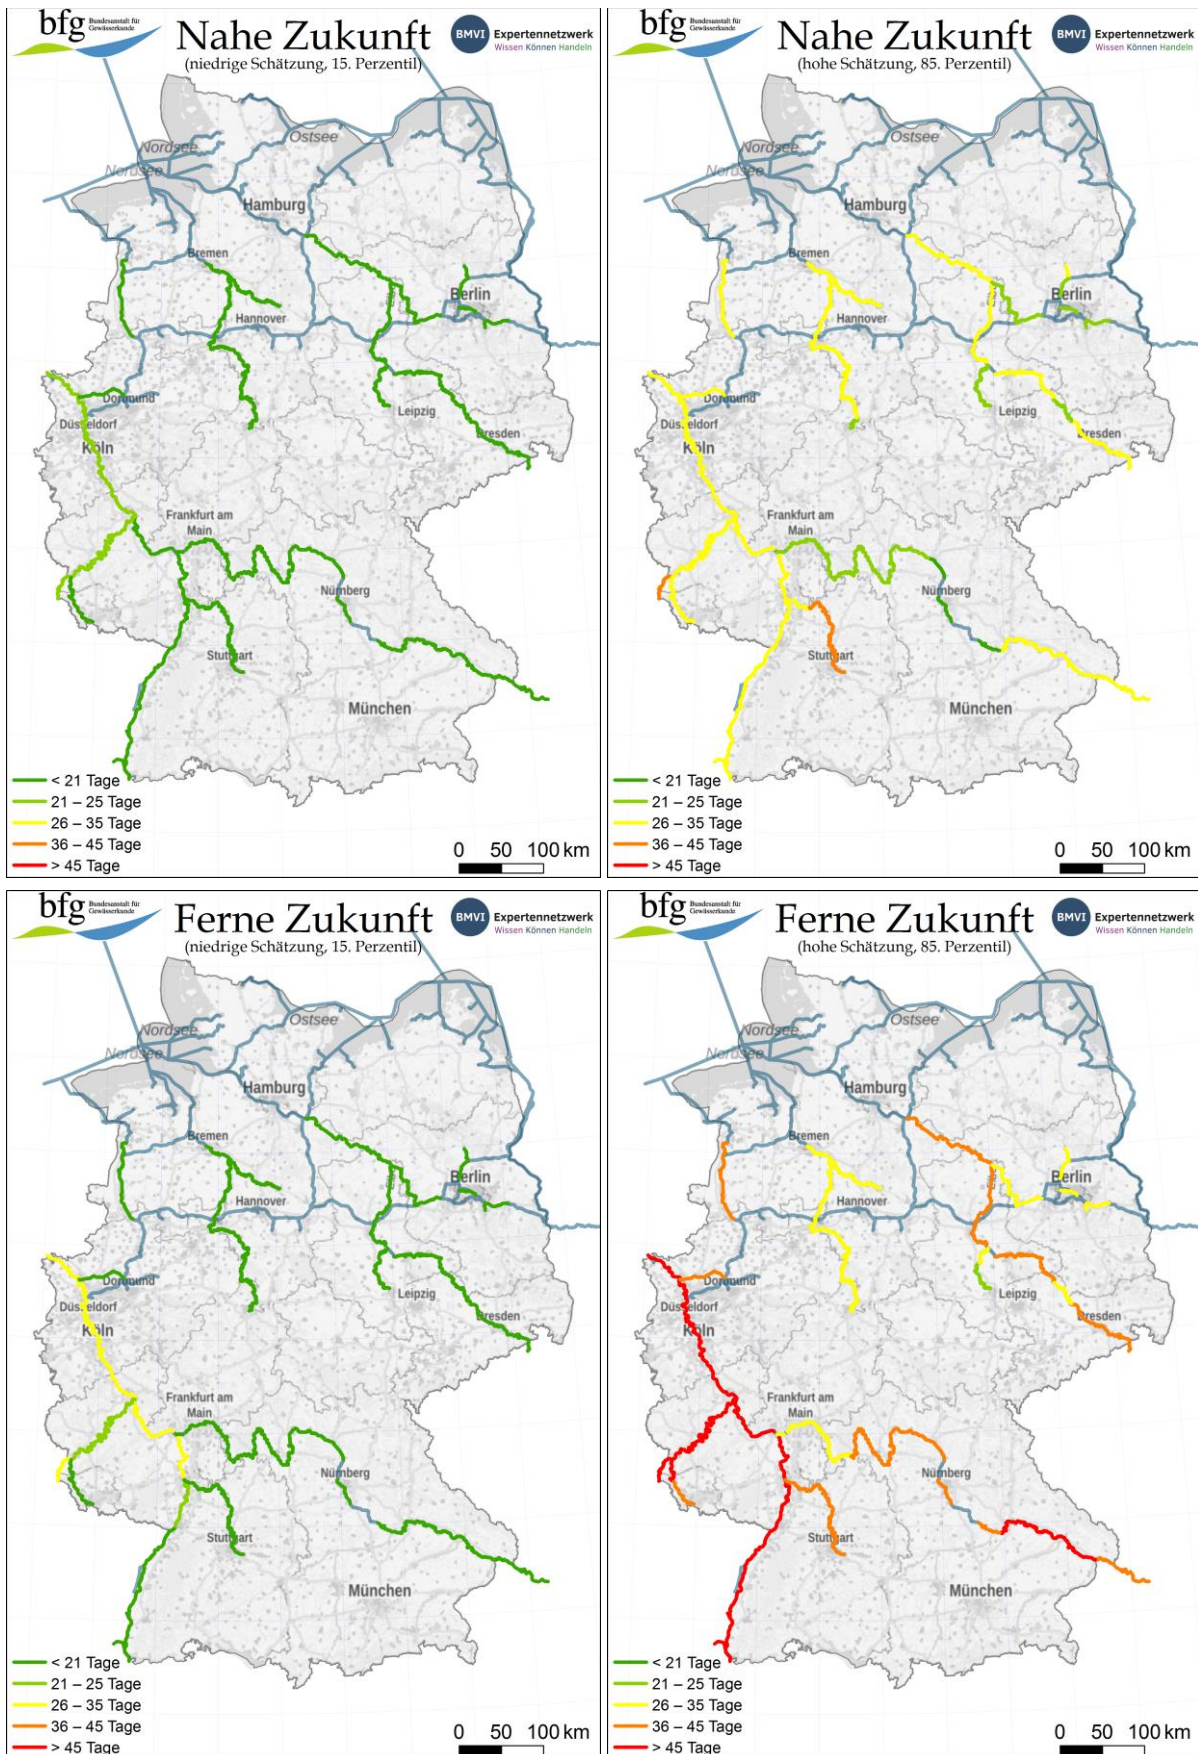 bfg
Bundesanstalt für
Gewässerkunde
Nahe Zukunft
(niedrige Schätzung, 15. Perzentil)
BMVI Expertennetzwerk
Wissen Können Handeln
Nordsee
Nordsee
Ostsee
Hamburg
Bremen
Berlin
Hannover
Dortmund
Düsseldorf
Köln
Leipzig
Dresden
Frankfurt am
Main
Nürnberg
Stuttgart
München
< 21 Tage
21 – 25 Tage
26 – 35 Tage
36 – 45 Tage
> 45 Tage
0 50 100 km
bfg
Bundesanstalt für
Gewässerkunde
Nahe Zukunft
(hohe Schätzung, 85. Perzentil)
BMVI Expertennetzwerk
Wissen Können Handeln
Nordsee
Nordsee
Ostsee
Hamburg
Bremen
Berlin
Hannover
Dortmund
Düsseldorf
Köln
Leipzig
Dresden
Frankfurt am
Main
Nürnberg
Stuttgart
München
< 21 Tage
21 – 25 Tage
26 – 35 Tage
36 – 45 Tage
> 45 Tage
0 50 100 km
bfg
Bundesanstalt für
Gewässerkunde
Ferne Zukunft
(niedrige Schätzung, 15. Perzentil)
BMVI Expertennetzwerk
Wissen Können Handeln
Nordsee
Nordsee
Ostsee
Hamburg
Bremen
Berlin
Hannover
Dortmund
Düsseldorf
Köln
Leipzig
Dresden
Frankfurt am
Main
Nürnberg
Stuttgart
München
< 21 Tage
21 – 25 Tage
26 – 35 Tage
36 – 45 Tage
> 45 Tage
0 50 100 km
bfg
Bundesanstalt für
Gewässerkunde
Ferne Zukunft
(hohe Schätzung, 85. Perzentil)
BMVI Expertennetzwerk
Wissen Können Handeln
Nordsee
Nordsee
Ostsee
Hamburg
Bremen
Berlin
Hannover
Dortmund
Düsseldorf
Köln
Leipzig
Dresden
Frankfurt am
Main
Nürnberg
Stuttgart
München
< 21 Tage
21 – 25 Tage
26 – 35 Tage
36 – 45 Tage
> 45 Tage
0 50 100 km